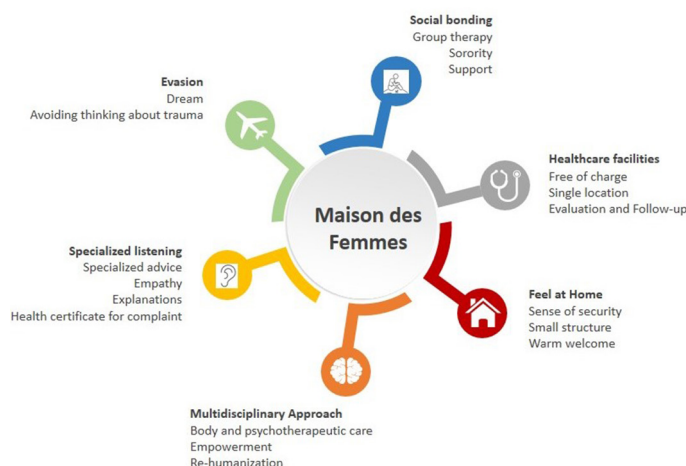 Social bonding
Group therapy
Sorority
Support
Evasion
Dream
Avoiding thinking about trauma
Healthcare facilities
Free of charge
Single location
Evaluation and Follow-up
Maison des
Femmes
Specialized listening
Specialized advice
Empathy
Explanations
Health certificate for complaint
Feel at Home
Sense of security
Small structure
Warm welcome
Multidisciplinary Approach
Body and psychotherapeutic care
Empowerment
Re-humanization